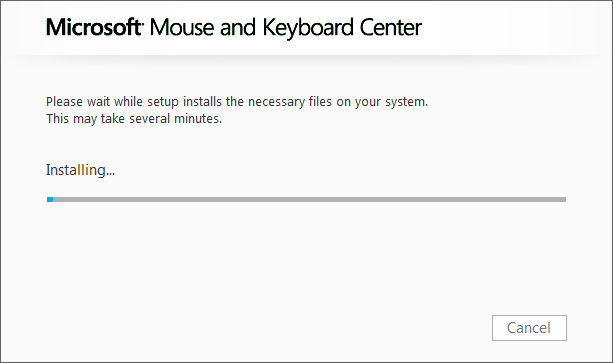 Microsoft® Mouse and Keyboard Center
Please wait while setup installs the necessary files on your system.
This may take several minutes.
Installing...
Cancel